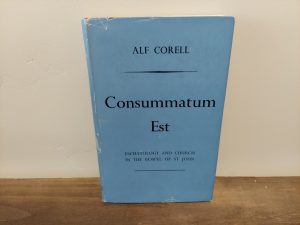 ALF CORELL
Consummatum
Est
ESCHATOLOGY AND CHURCH
IN THE GOSPEL OF ST JOHN